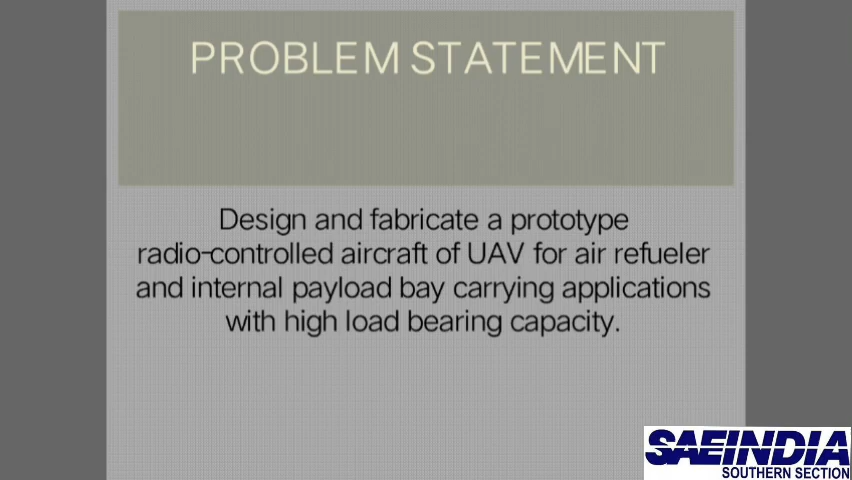 PROBLEM STATEMENT
Design and fabricate a prototype
radio-controlled aircraft of UAV for air refueler
and internal payload bay carrying applications
with high load bearing capacity.
SAEINDIA
SOUTHERN SECTION